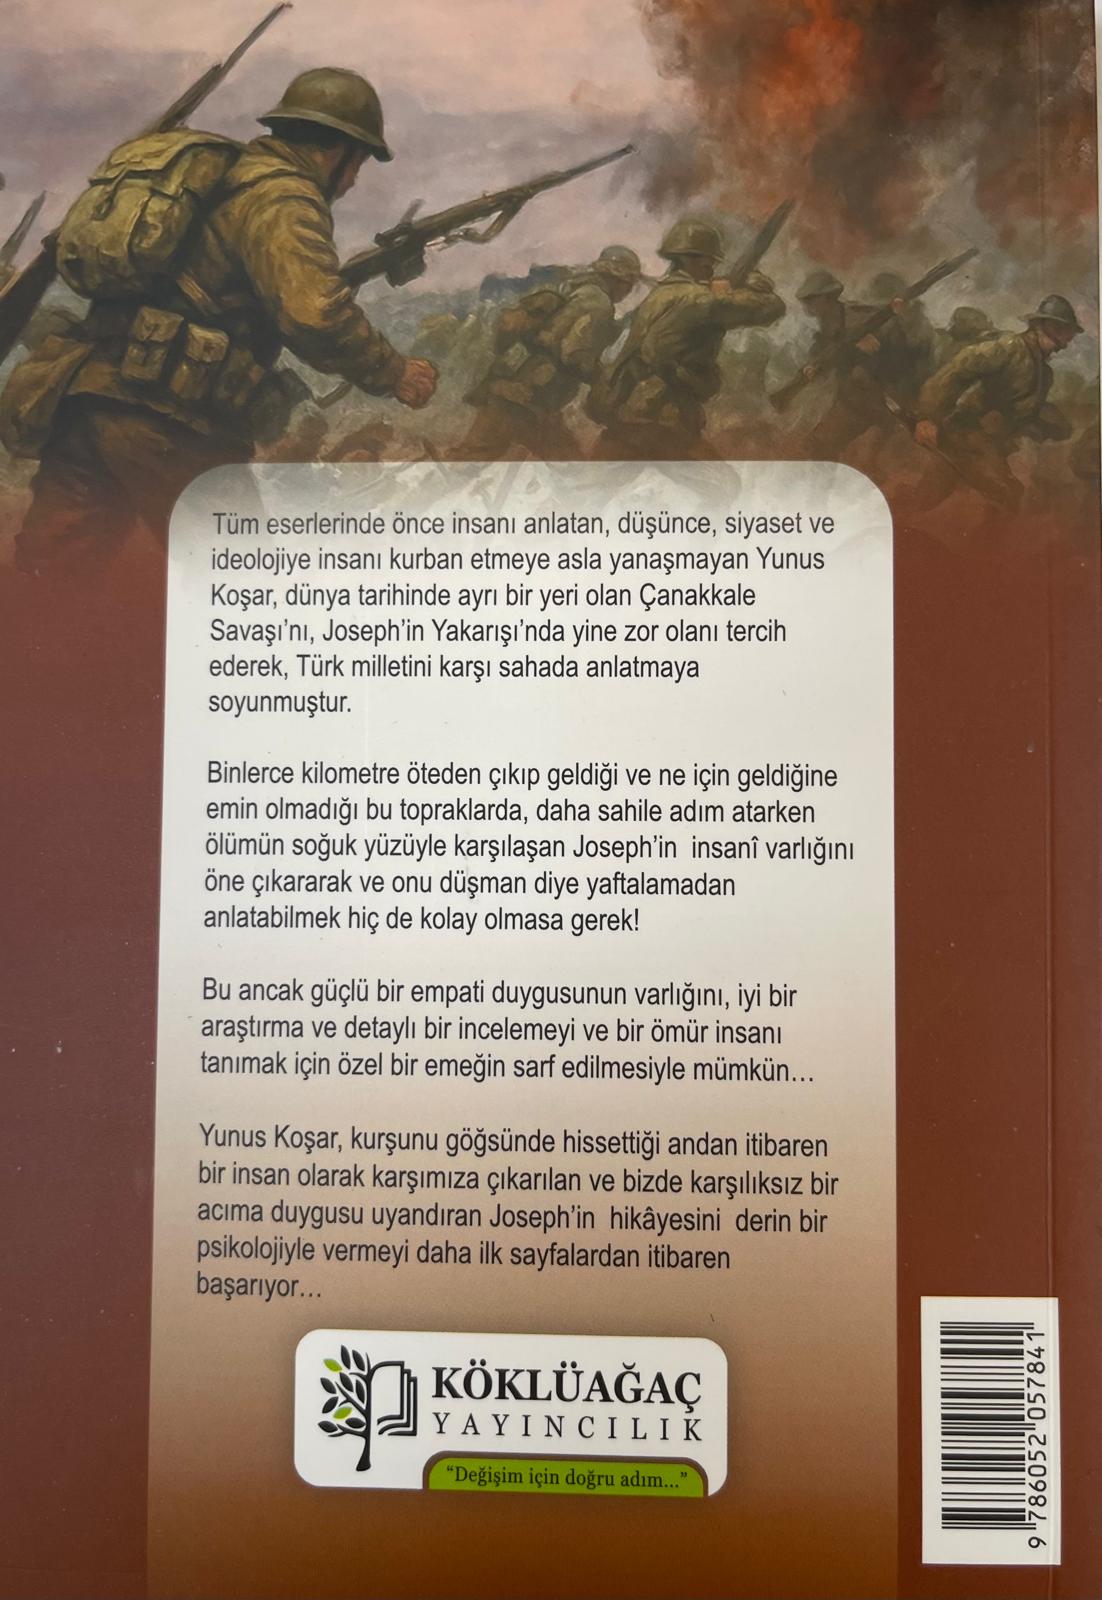 Tüm eserlerinde önce insanı anlatan, düşünce, siyaset ve
ideolojiye insanı kurban etmeye asla yanaşmayan Yunus
Koşar, dünya tarihinde ayrı bir yeri olan Çanakkale
Savaşı'nı, Joseph'in Yakarışı'nda yine zor olanı tercih
ederek, Türk milletini karşı sahada anlatmaya
soyunmuştur.
Binlerce kilometre öteden çıkıp geldiği ve ne için geldiğine
emin olmadığı bu topraklarda, daha sahile adım atarken
ölümün soğuk yüzüyle karşılaşan Joseph'in insanî varlığını
öne çıkararak ve onu düşman diye yaftalamadan
anlatabilmek hiç de kolay olmasa gerek!
Bu ancak güçlü bir empati duygusunun varlığını, iyi bir
araştırma ve detaylı bir incelemeyi ve bir ömür insanı
tanımak için özel bir emeğin sarf edilmesiyle mümkün...
Yunus Koşar, kurşunu göğsünde hissettiği andan itibaren
bir insan olarak karşımıza çıkarılan ve bizde karşılıksız bir
acıma duygusu uyandıran Joseph'in hikâyesini derin bir
psikolojiyle vermeyi daha ilk sayfalardan itibaren
başarıyor...
KÖKLÜAĞAÇ
YAYINCILIK
"Değişim için doğru adım..."
9 786052 057841